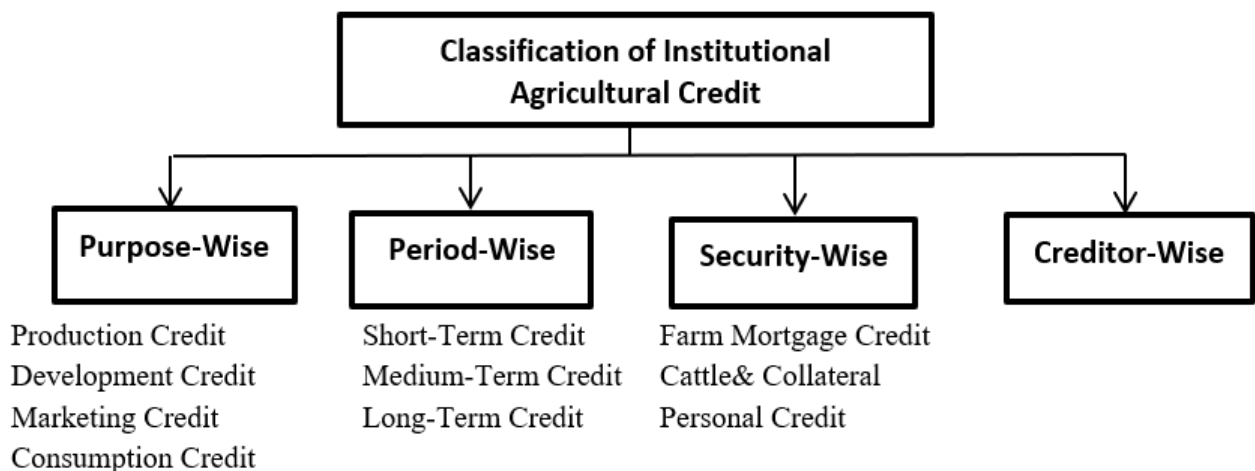 Classification of Institutional
Agricultural Credit
Purpose-Wise
Production Credit
Development Credit
Marketing Credit
Consumption Credit
Period-Wise
Short-Term Credit
Medium-Term Credit
Long-Term Credit
Security-Wise
Farm Mortgage Credit
Cattle& Collateral
Personal Credit
Creditor-Wise